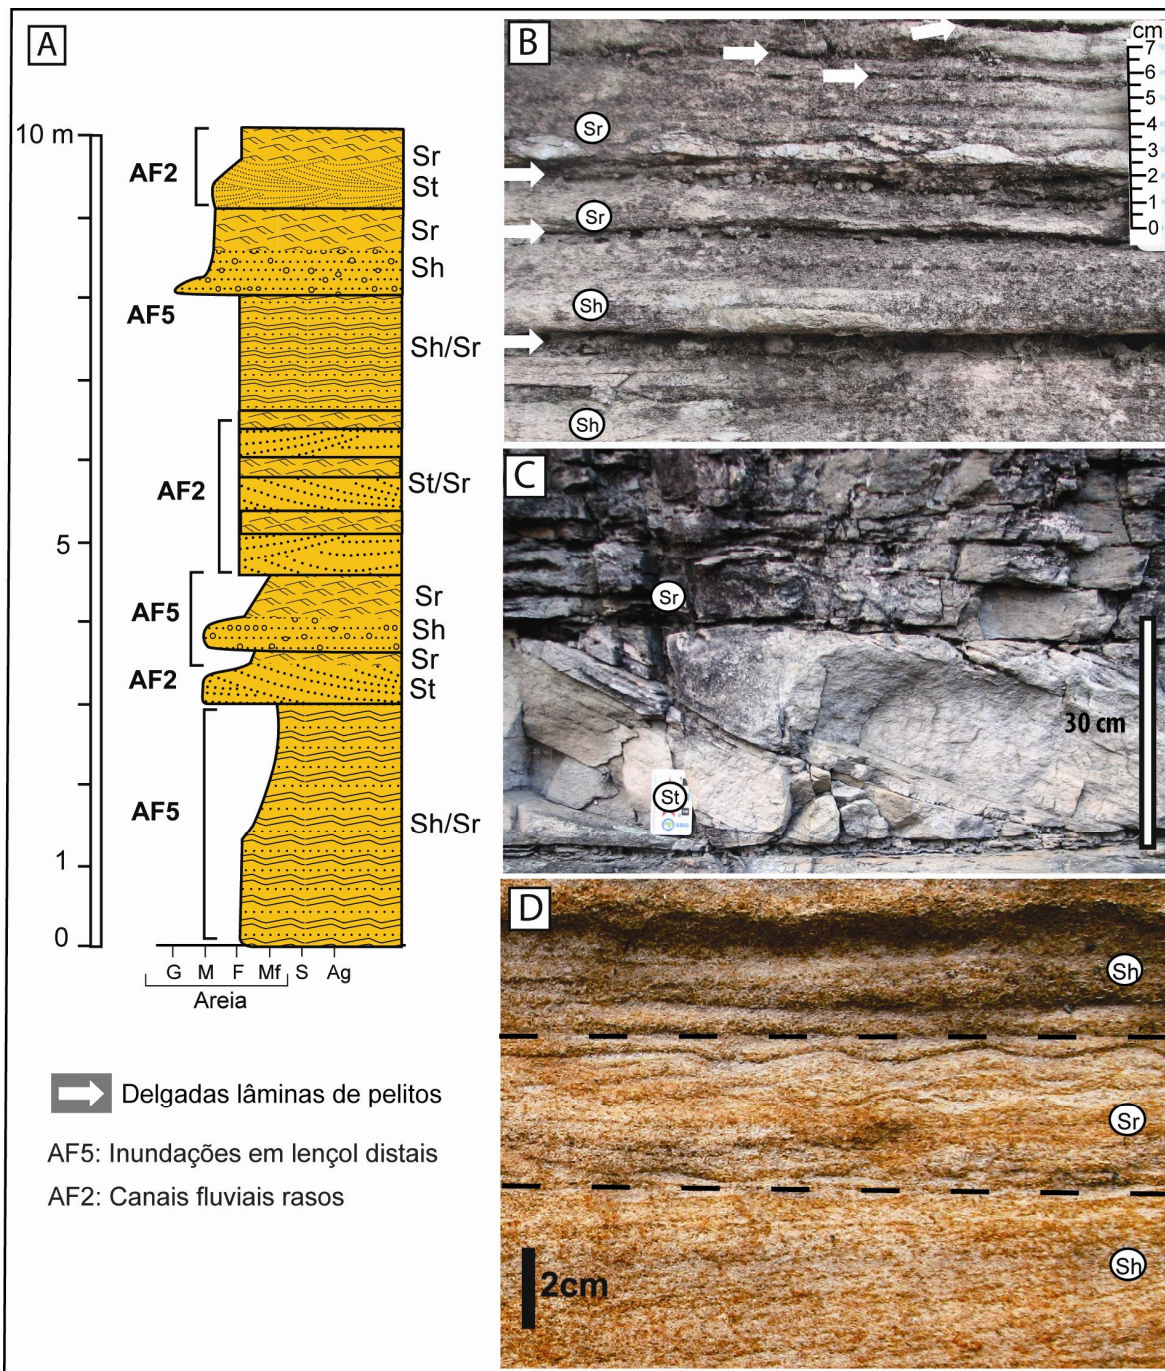 A
10 m
AF2
Sr
St
Sr
Sh
AF5
Sh/Sr
AF2
St/Sr
5
AF5
Sr
Sh
Sr
AF2
St
AF5
Sh/Sr
1
0
G M F Mf S Ag
Areia
Delgadas lâminas de pelitos
AF5: Inundações em lençol distais
AF2: Canais fluviais rasos
B
cm
7
6
5
4
3
2
1
0
Sr
Sr
Sh
Sh
C
Sr
30 cm
St
D
Sh
Sr
Sh
2cm